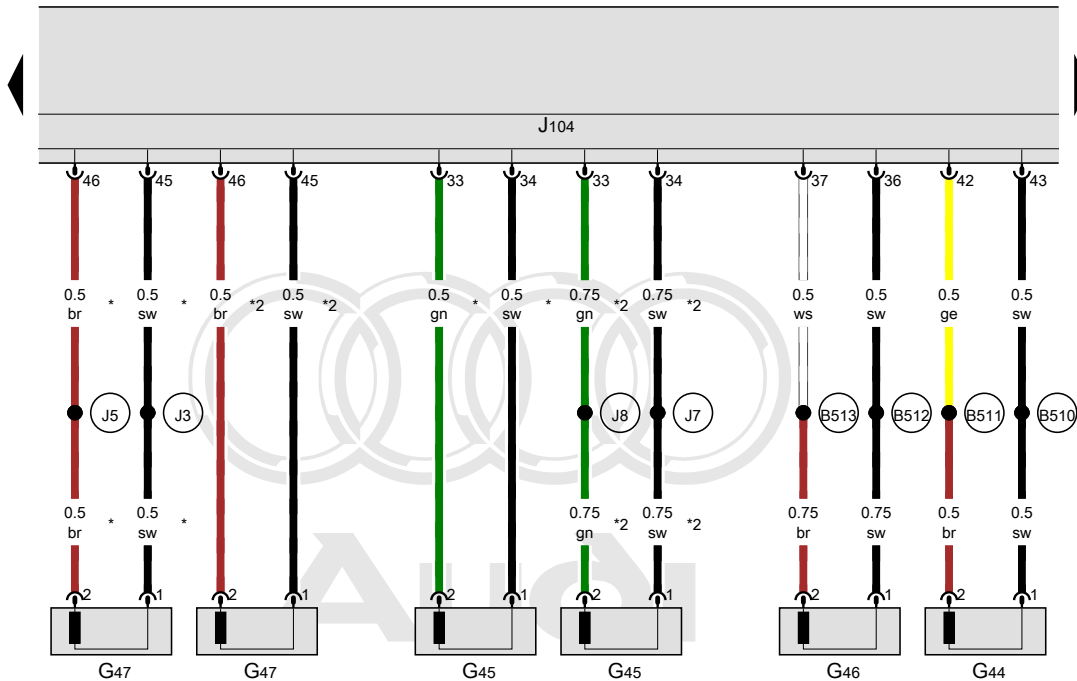 J104
46 45 46 45 33 34 33 34 37 36 42 43
0.5 0.5 0.5 0.5 0.5 0.5 0.75 0.75 0.5 0.5 0.5 0.5
br * sw * br *2 sw *2 gn * sw * gn *2 sw *2 ws sw ge sw
J5 J3 J8 J7 B513 B512 B511 B510
0.5 0.5 0.75 0.75 0.75 0.75 0.5 0.5
br * sw * gn *2 sw *2 br sw br sw
Audi
2 1 2 1 2 1 2 1 2 1 2 1
G47 G47 G45 G45 G46 G44